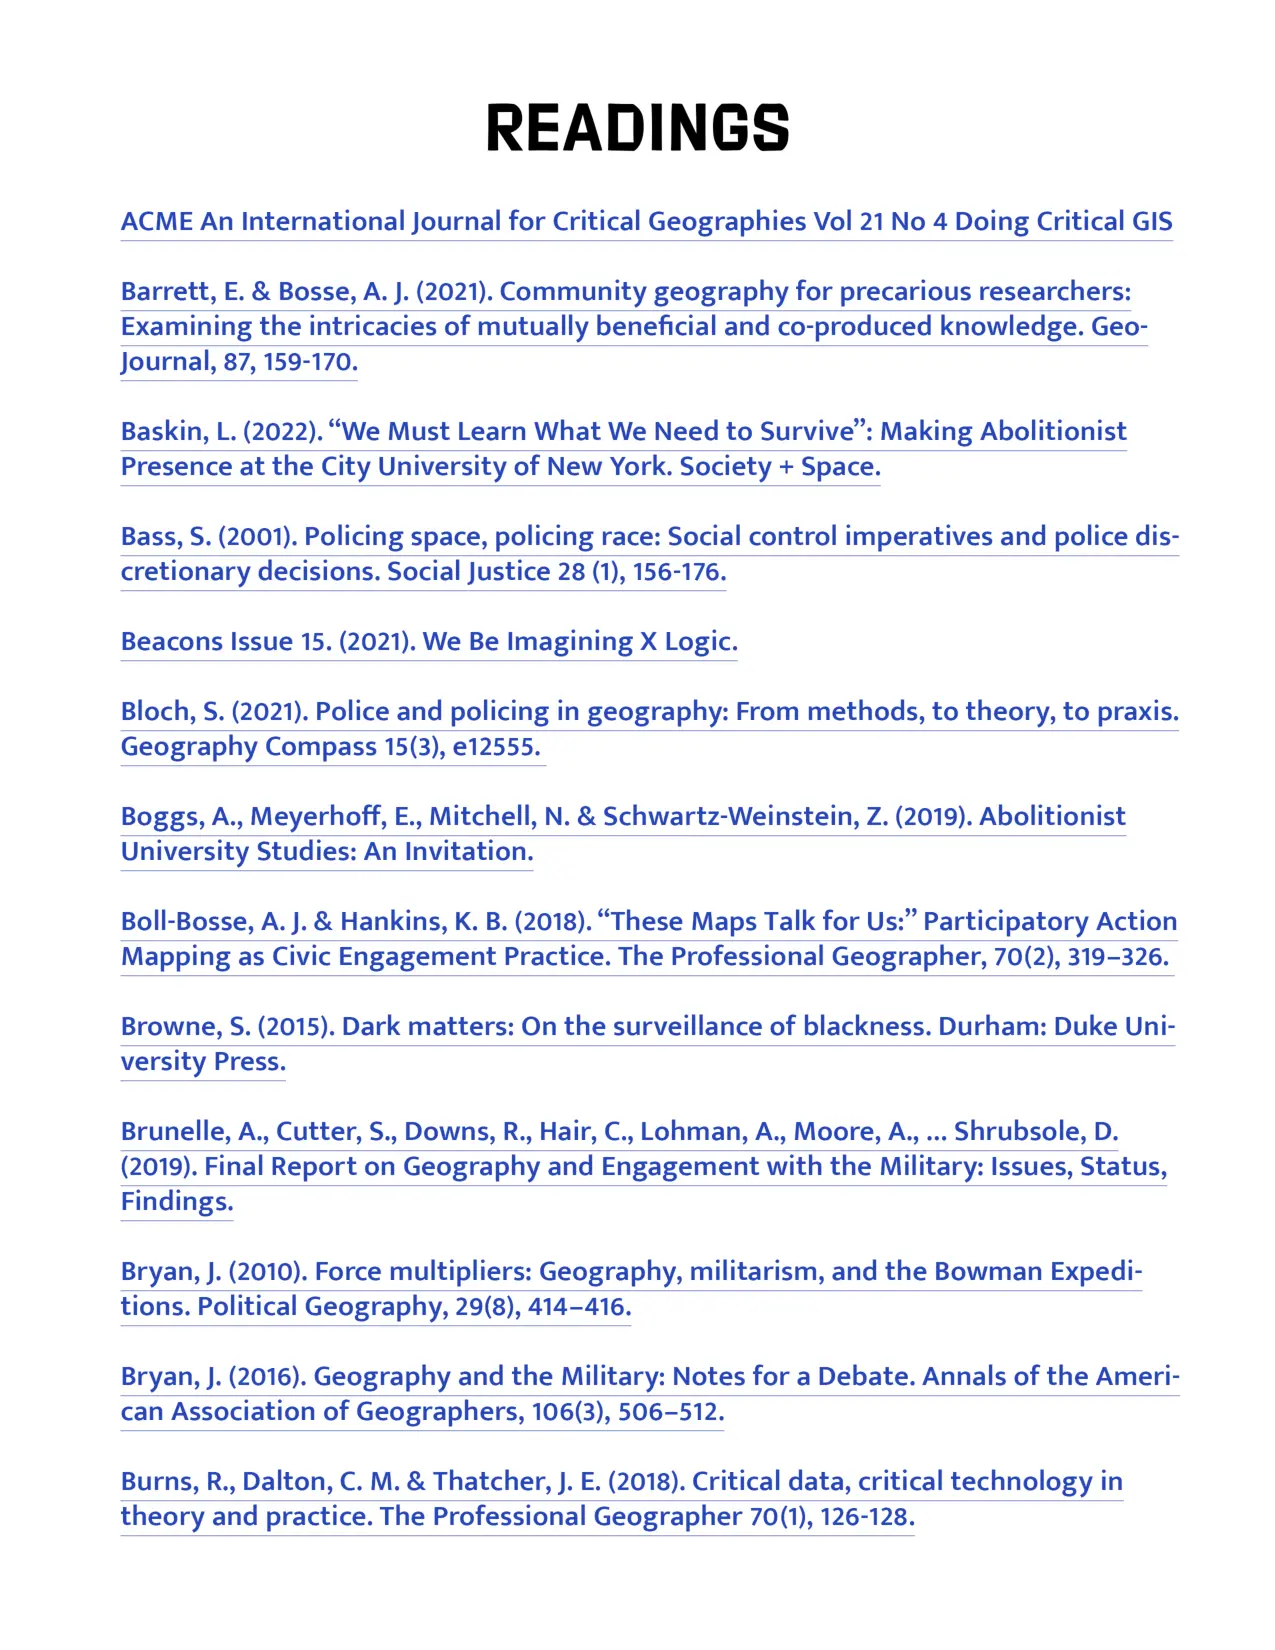 READINGS
ACME An International Journal for Critical Geographies Vol 21 No 4 Doing Critical GIS
Barrett, E. & Bosse, A. J. (2021). Community geography for precarious researchers:
Examining the intricacies of mutually beneficial and co-produced knowledge. Geo-
Journal, 87, 159-170.
Baskin, L. (2022). “We Must Learn What We Need to Survive”: Making Abolitionist
Presence at the City University of New York. Society + Space.
Bass, S. (2001). Policing space, policing race: Social control imperatives and police dis-
cretionary decisions. Social Justice 28 (1), 156-176.
Beacons Issue 15. (2021). We Be Imagining X Logic.
Bloch, S. (2021). Police and policing in geography: From methods, to theory, to praxis.
Geography Compass 15(3), e12555.
Boggs, A., Meyerhoff, E., Mitchell, N. & Schwartz-Weinstein, Z. (2019). Abolitionist
University Studies: An Invitation.
Boll-Bosse, A. J. & Hankins, K. B. (2018). “These Maps Talk for Us:” Participatory Action
Mapping as Civic Engagement Practice. The Professional Geographer, 70(2), 319–326.
Browne, S. (2015). Dark matters: On the surveillance of blackness. Durham: Duke Uni-
versity Press.
Brunelle, A., Cutter, S., Downs, R., Hair, C., Lohman, A., Moore, A., … Shrubsole, D.
(2019). Final Report on Geography and Engagement with the Military: Issues, Status,
Findings.
Bryan, J. (2010). Force multipliers: Geography, militarism, and the Bowman Expedi-
tions. Political Geography, 29(8), 414–416.
Bryan, J. (2016). Geography and the Military: Notes for a Debate. Annals of the Ameri-
can Association of Geographers, 106(3), 506–512.
Burns, R., Dalton, C. M. & Thatcher, J. E. (2018). Critical data, critical technology in
theory and practice. The Professional Geographer 70(1), 126-128.